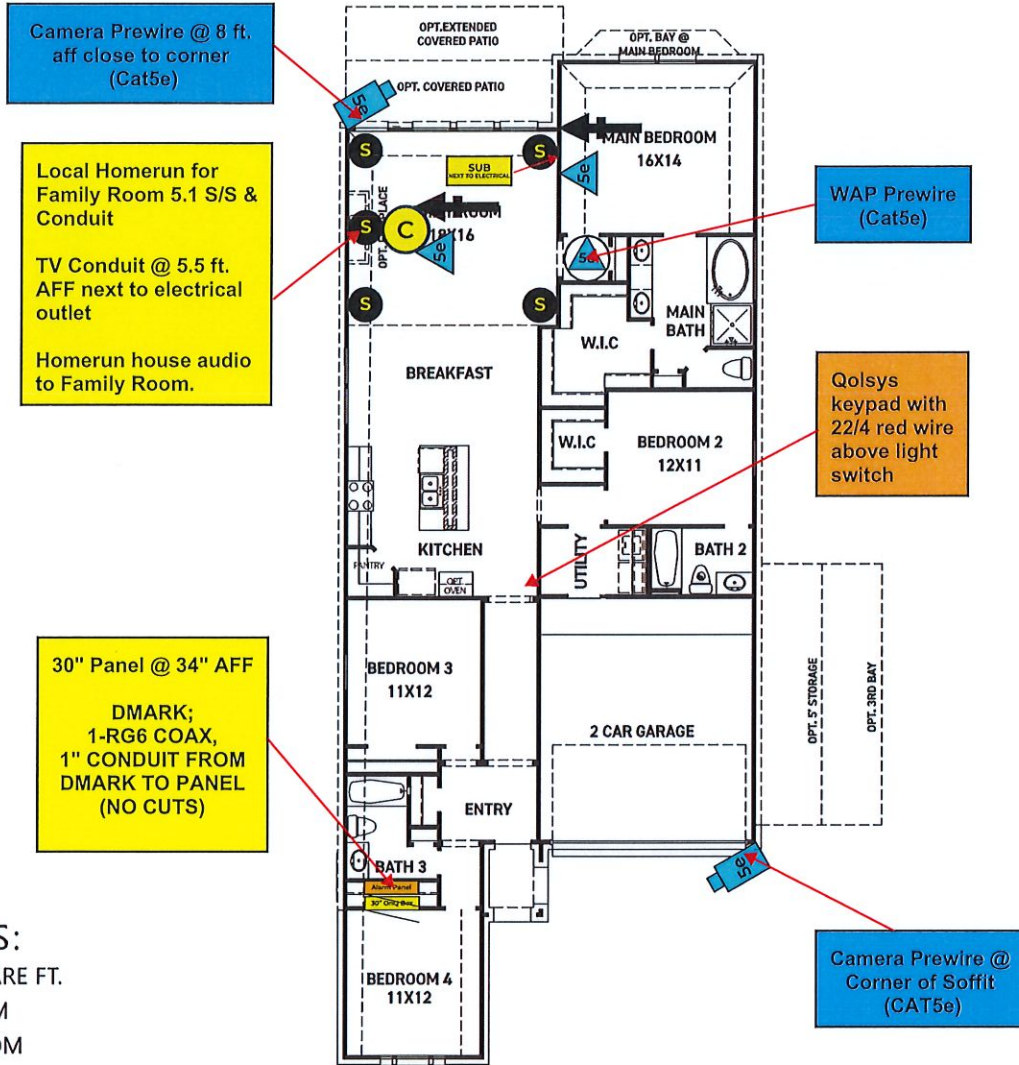 Camera Prewire @ 8 ft.
aff close to corner
(Cat5e)
OPT.EXTENDED
COVERED PATIO
OPT. COVERED PATIO
OPT. BAY @
MAIN BEDROOM
5e
Local Homerun for
Family Room 5.1 S/S &
Conduit
TV Conduit @ 5.5 ft.
AFF next to electrical
outlet
Homerun house audio
to Family Room.
S
S
SUB
NEXT TO ELECTRICAL
MAIN BEDROOM
16X14
5e
S
C
5e
18X16
WAP Prewire
(Cat5e)
5e
S
S
W.I.C
MAIN
BATH
BREAKFAST
W.I.C
BEDROOM 2
12X11
Qolsys
keypad with
22/4 red wire
above light
switch
KITCHEN
PANTRY
OPT
OVEN
UTILITY
BATH 2
30" Panel @ 34" AFF
DMARK;
1-RG6 COAX,
1" CONDUIT FROM
DMARK TO PANEL
(NO CUTS)
BEDROOM 3
11X12
2 CAR GARAGE
OPT. 5' STORAGE
OPT. 3RD BAY
ENTRY
BATH 3
Alarm Panel
5e
BEDROOM 4
11X12
Camera Prewire @
Corner of Soffit
(CAT5e)
S:
ARE FT.
M
OM